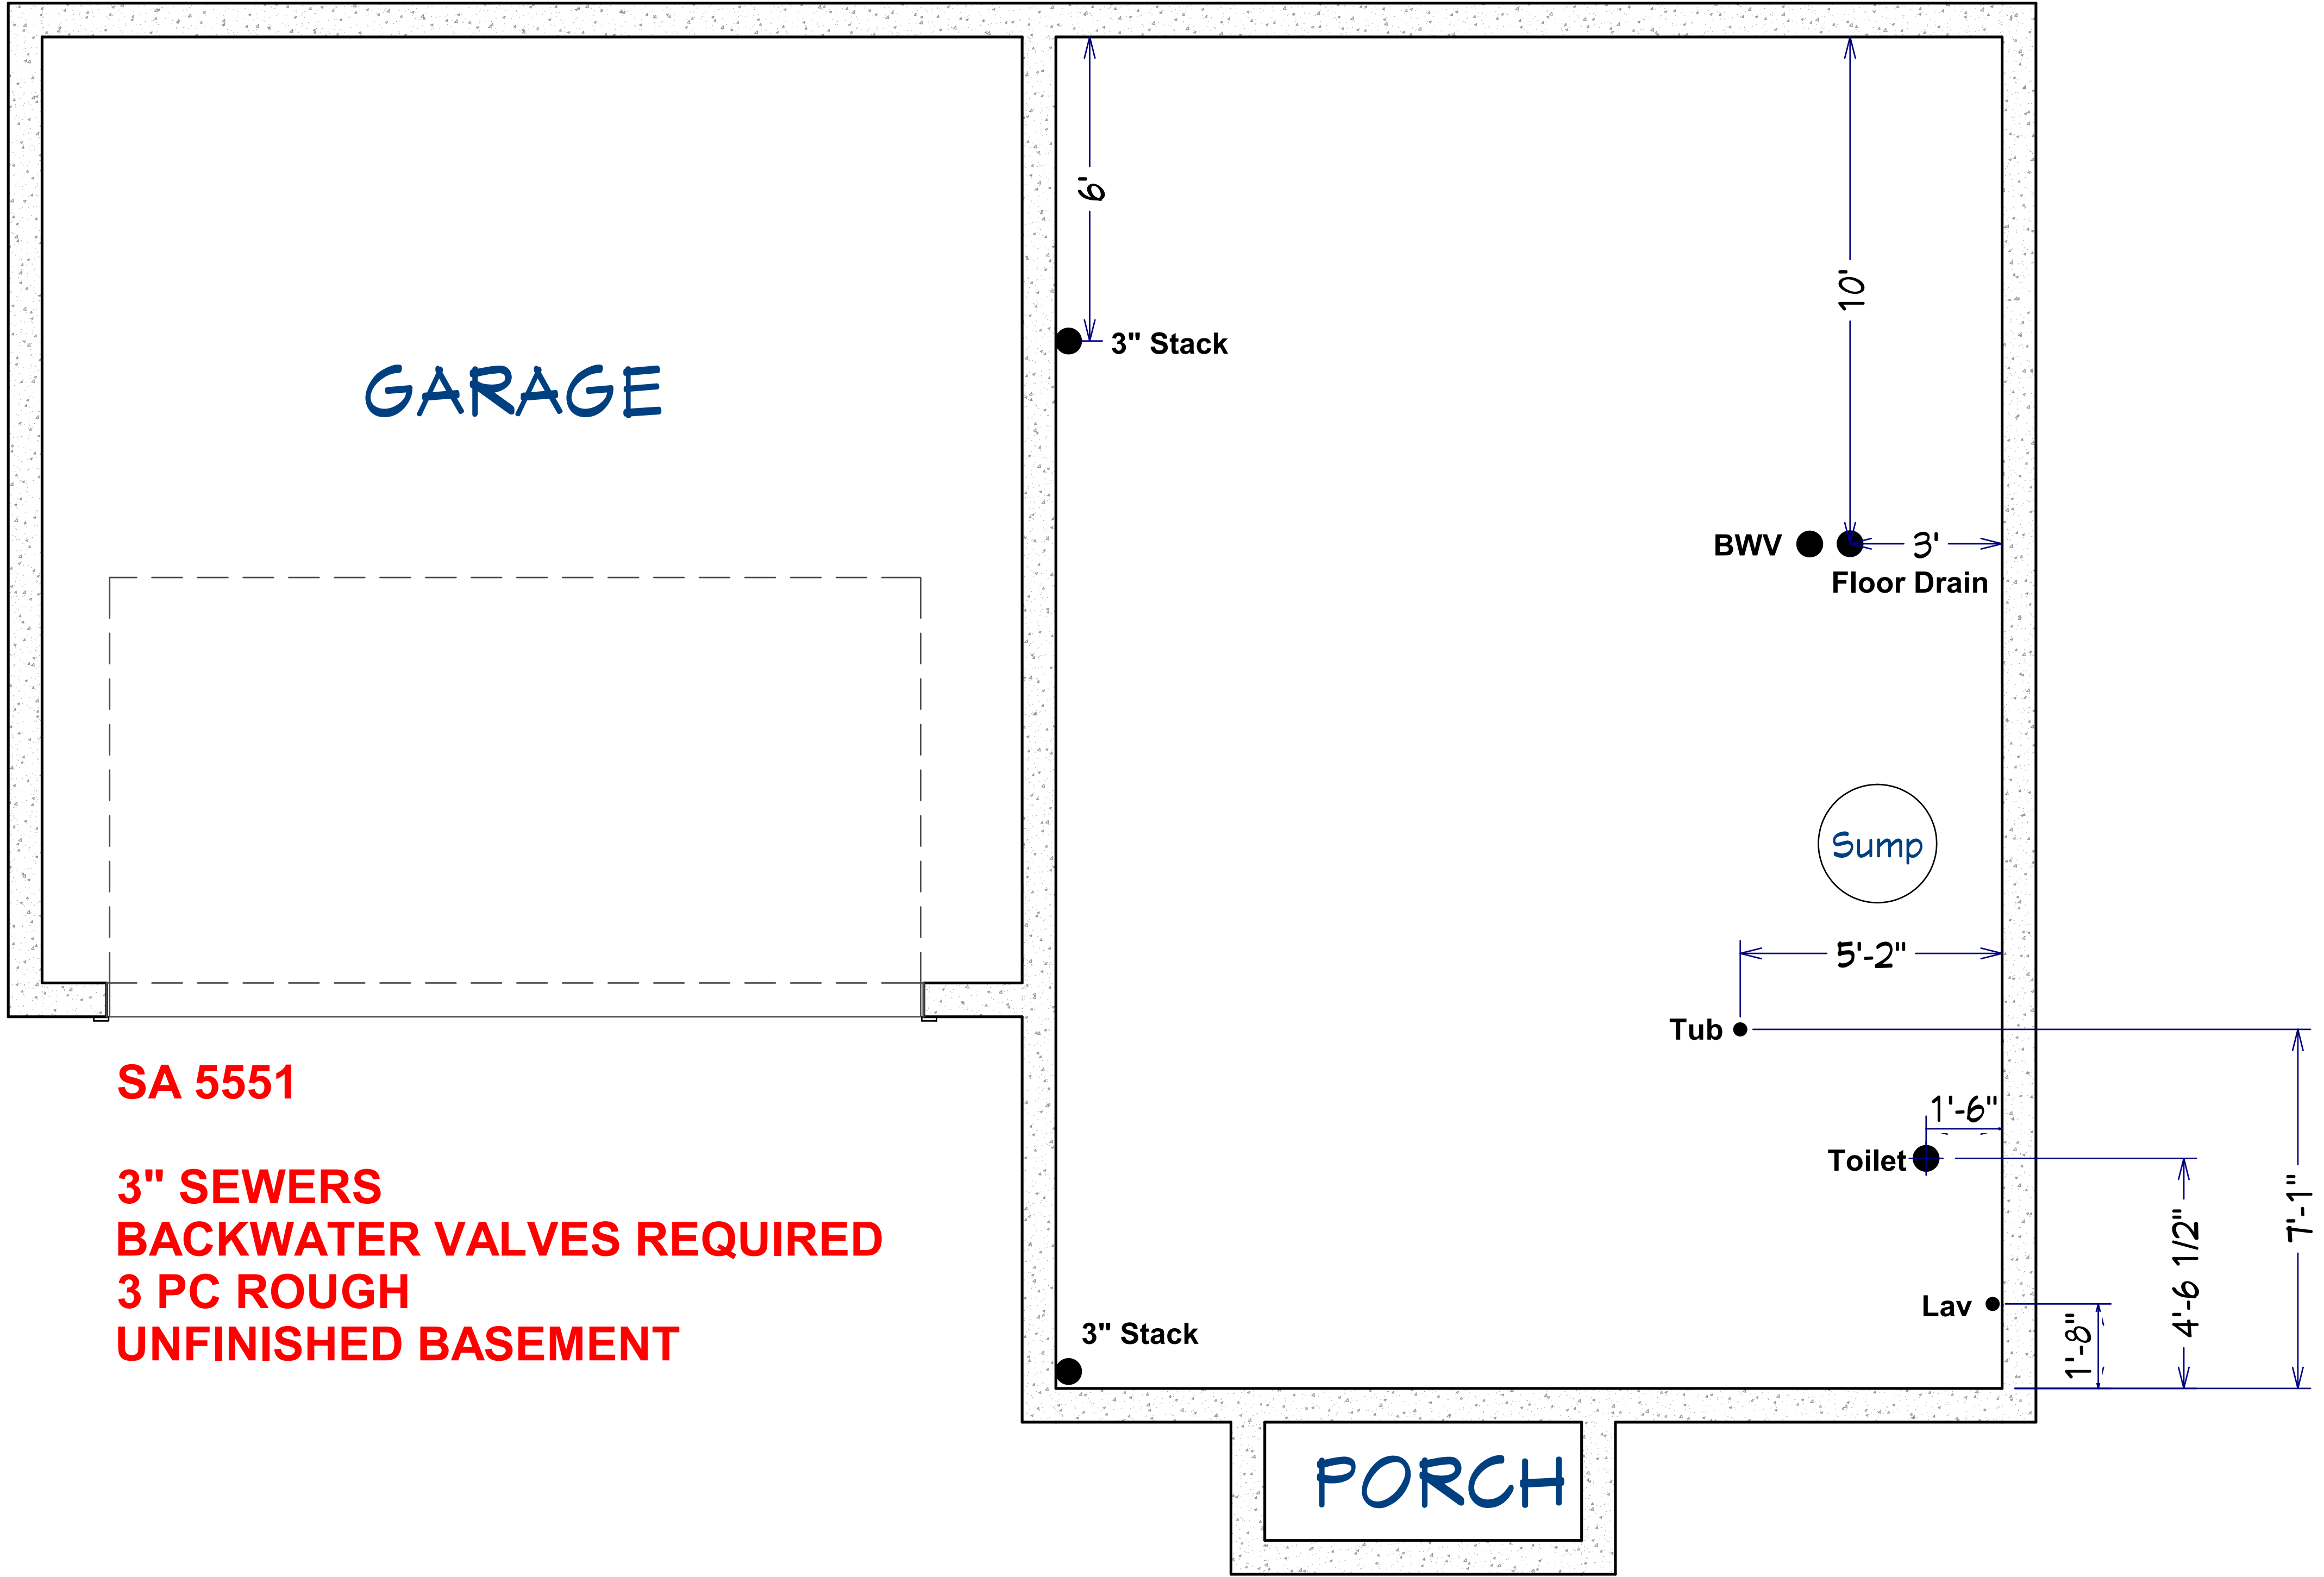 6'
10'
3" Stack
GARAGE
BWV
3'
Floor Drain
Sump
5'-2"
Tub
SA 5551
1'-6"
Toilet
3" SEWERS
BACKWATER VALVES REQUIRED
3 PC ROUGH
UNFINISHED BASEMENT
7'-1"
4'-6 1/2"
Lav
1'-8"
3" Stack
PORCH